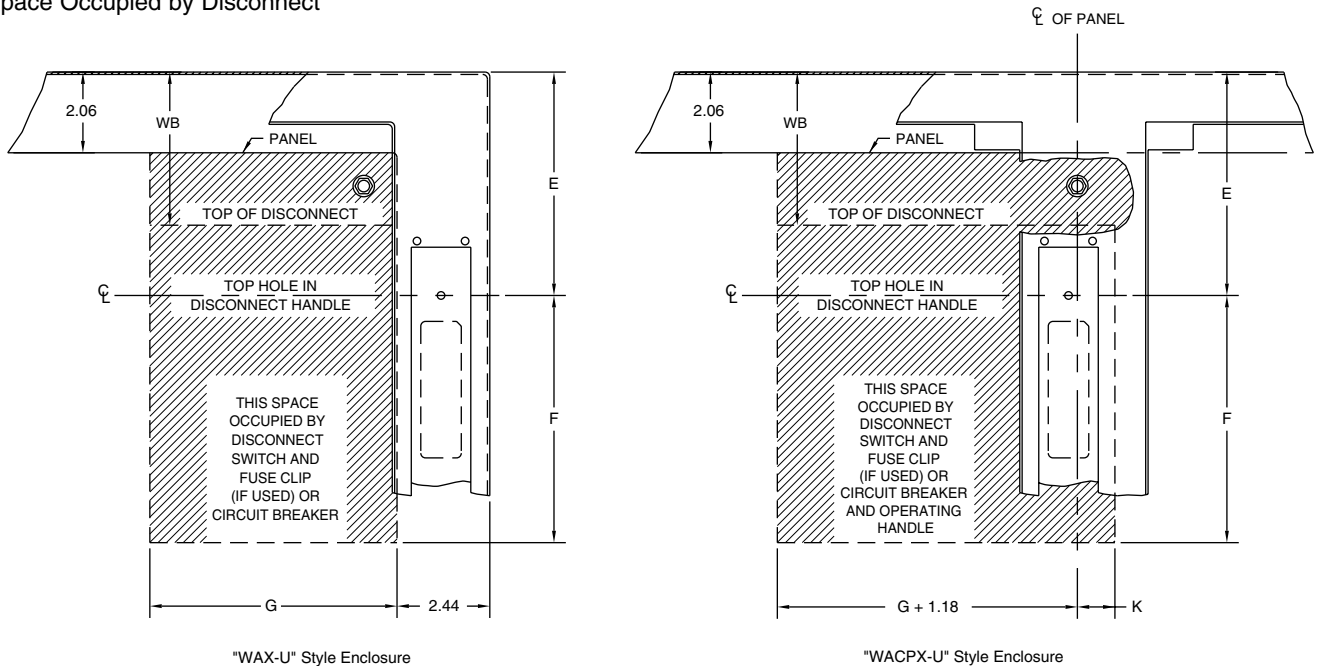 pace Occupied by Disconnect
℄ OF PANEL
2.06
WB
PANEL
E
TOP OF DISCONNECT
℄
TOP HOLE IN
DISCONNECT HANDLE
THIS SPACE
OCCUPIED BY
DISCONNECT
SWITCH AND
FUSE CLIP
(IF USED) OR
CIRCUIT BREAKER
F
G
2.44
"WAX-U" Style Enclosure
2.06
WB
PANEL
E
TOP OF DISCONNECT
℄
TOP HOLE IN
DISCONNECT HANDLE
THIS SPACE
OCCUPIED BY
DISCONNECT
SWITCH AND
FUSE CLIP
(IF USED) OR
CIRCUIT BREAKER
AND OPERATING
HANDLE
F
G + 1.18
K
"WACPX-U" Style Enclosure